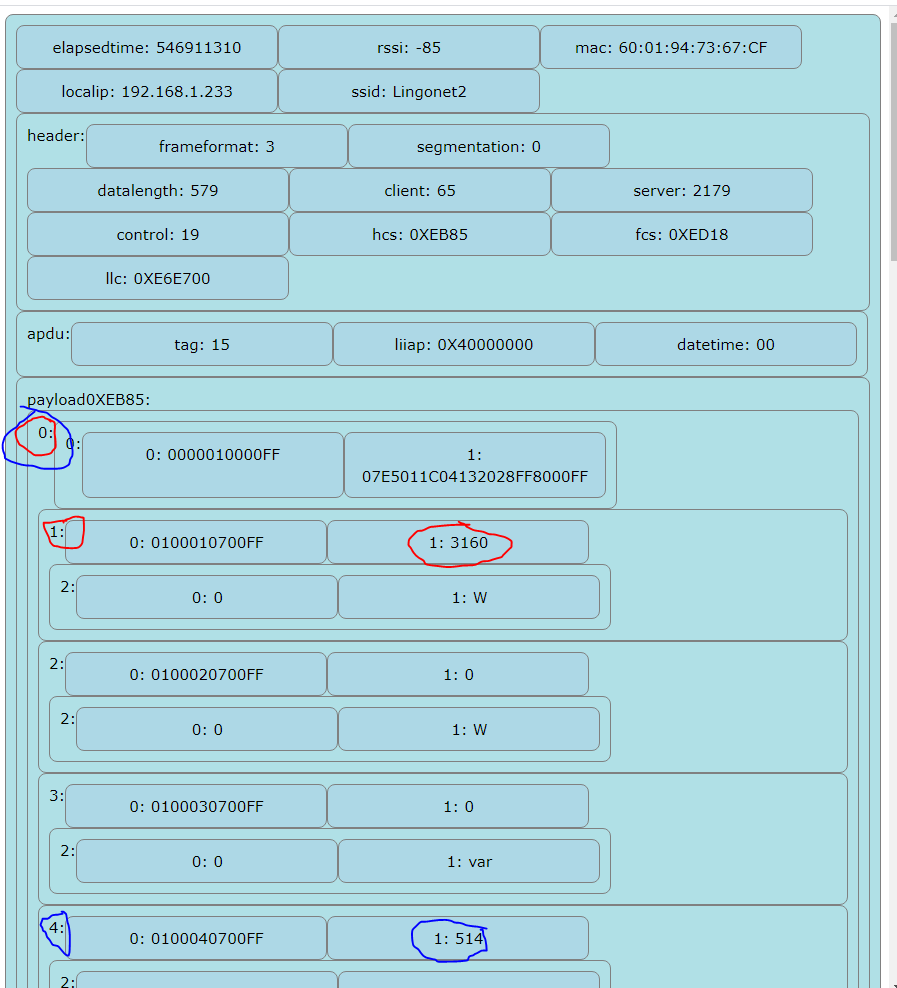 elapsedtime: 546911310 rssi: -85 mac: 60:01:94:73:67:CF
localip: 192.168.1.233 ssid: Lingonet2
header: frameformat: 3 segmentation: 0
datalength: 579 client: 65 server: 2179
control: 19 hcs: 0XEB85 fcs: 0XED18
llc: 0XE6E700
apdu: tag: 15 liiap: 0X40000000 datetime: 00
payload0XEB85:
0: 0: 0: 0000010000FF 1:
07E5011C04132028FF8000FF
1: 0: 0100010700FF 1: 3160
2: 0: 0 1: W
2: 0: 0100020700FF 1: 0
2: 0: 0 1: W
3: 0: 0100030700FF 1: 0
2: 0: 0 1: var
4: 0: 0100040700FF 1: 514
2: